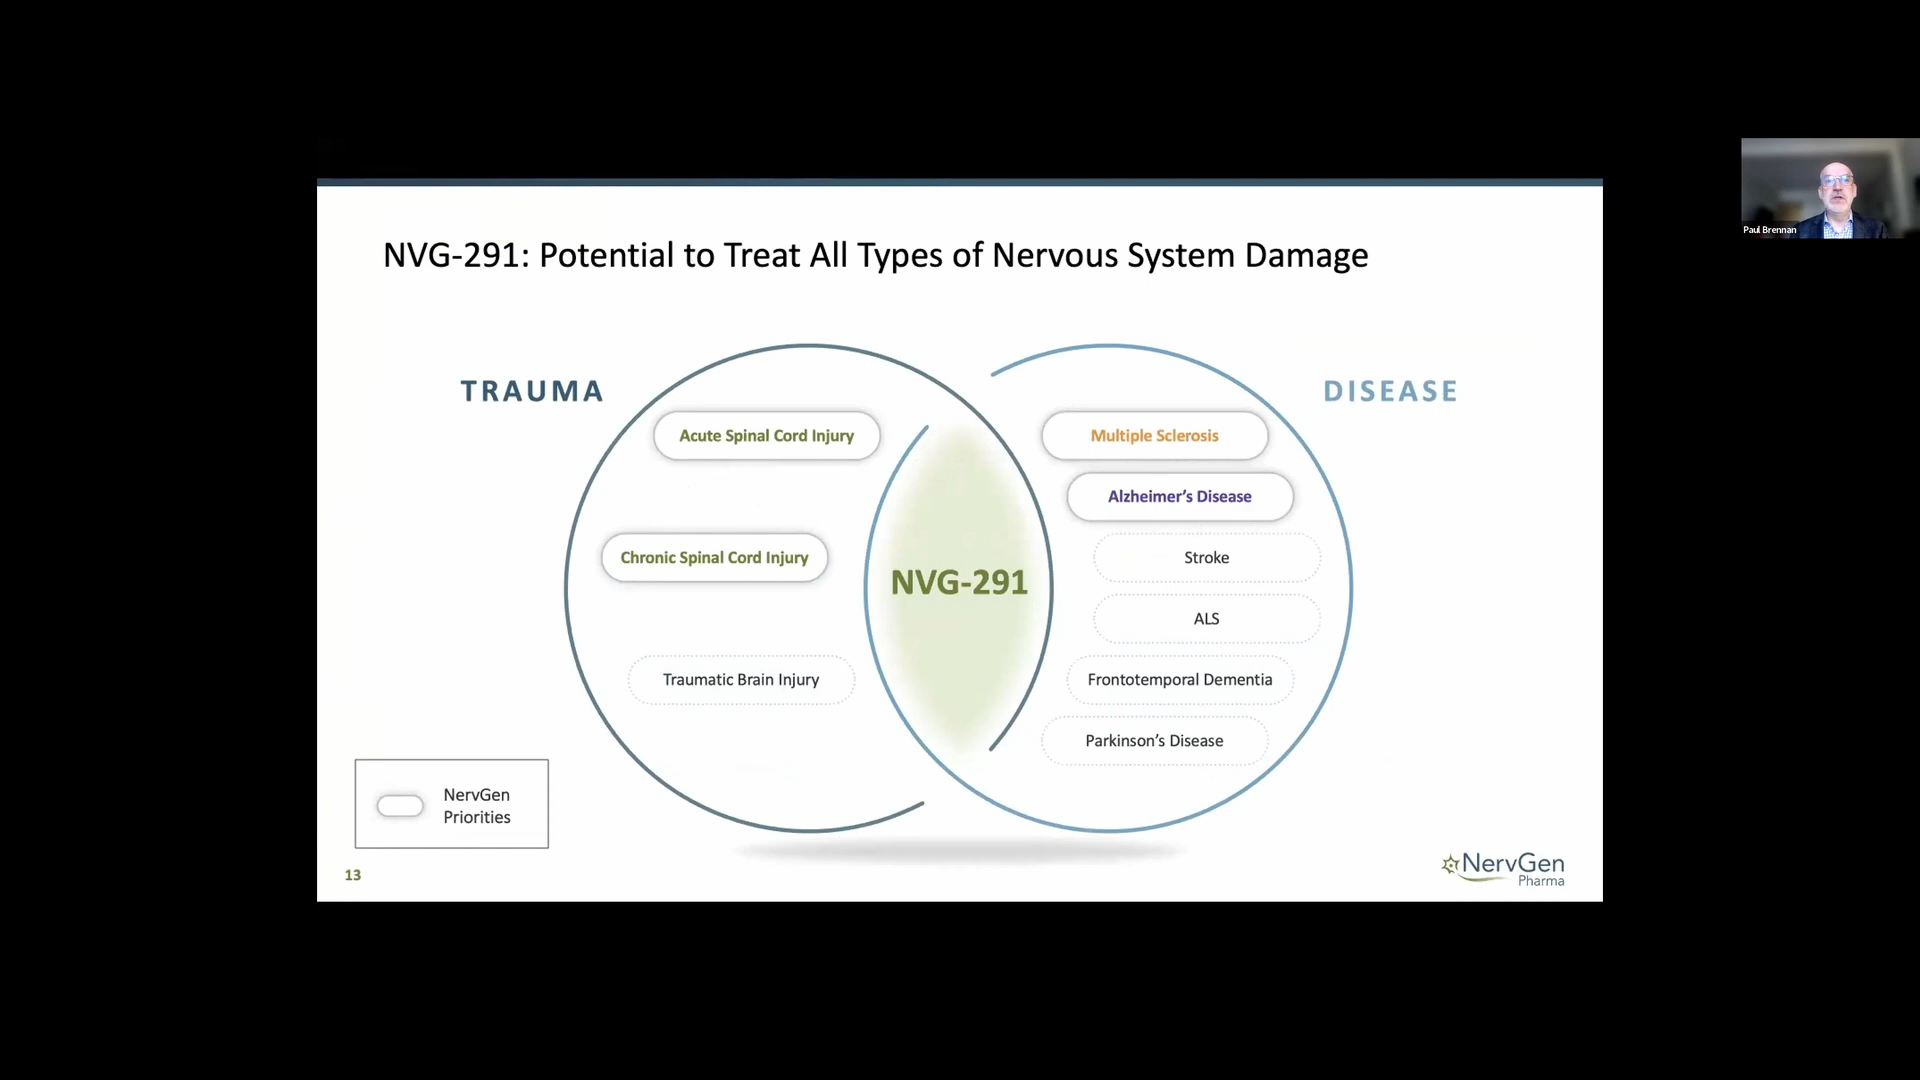 Paul Brennan
NVG-291: Potential to Treat All Types of Nervous System Damage
TRAUMA
DISEASE
Acute Spinal Cord Injury
Chronic Spinal Cord Injury
Traumatic Brain Injury
NVG-291
Multiple Sclerosis
Alzheimer’s Disease
Stroke
ALS
Frontotemporal Dementia
Parkinson’s Disease
NervGen
Priorities
13
NervGen
Pharma